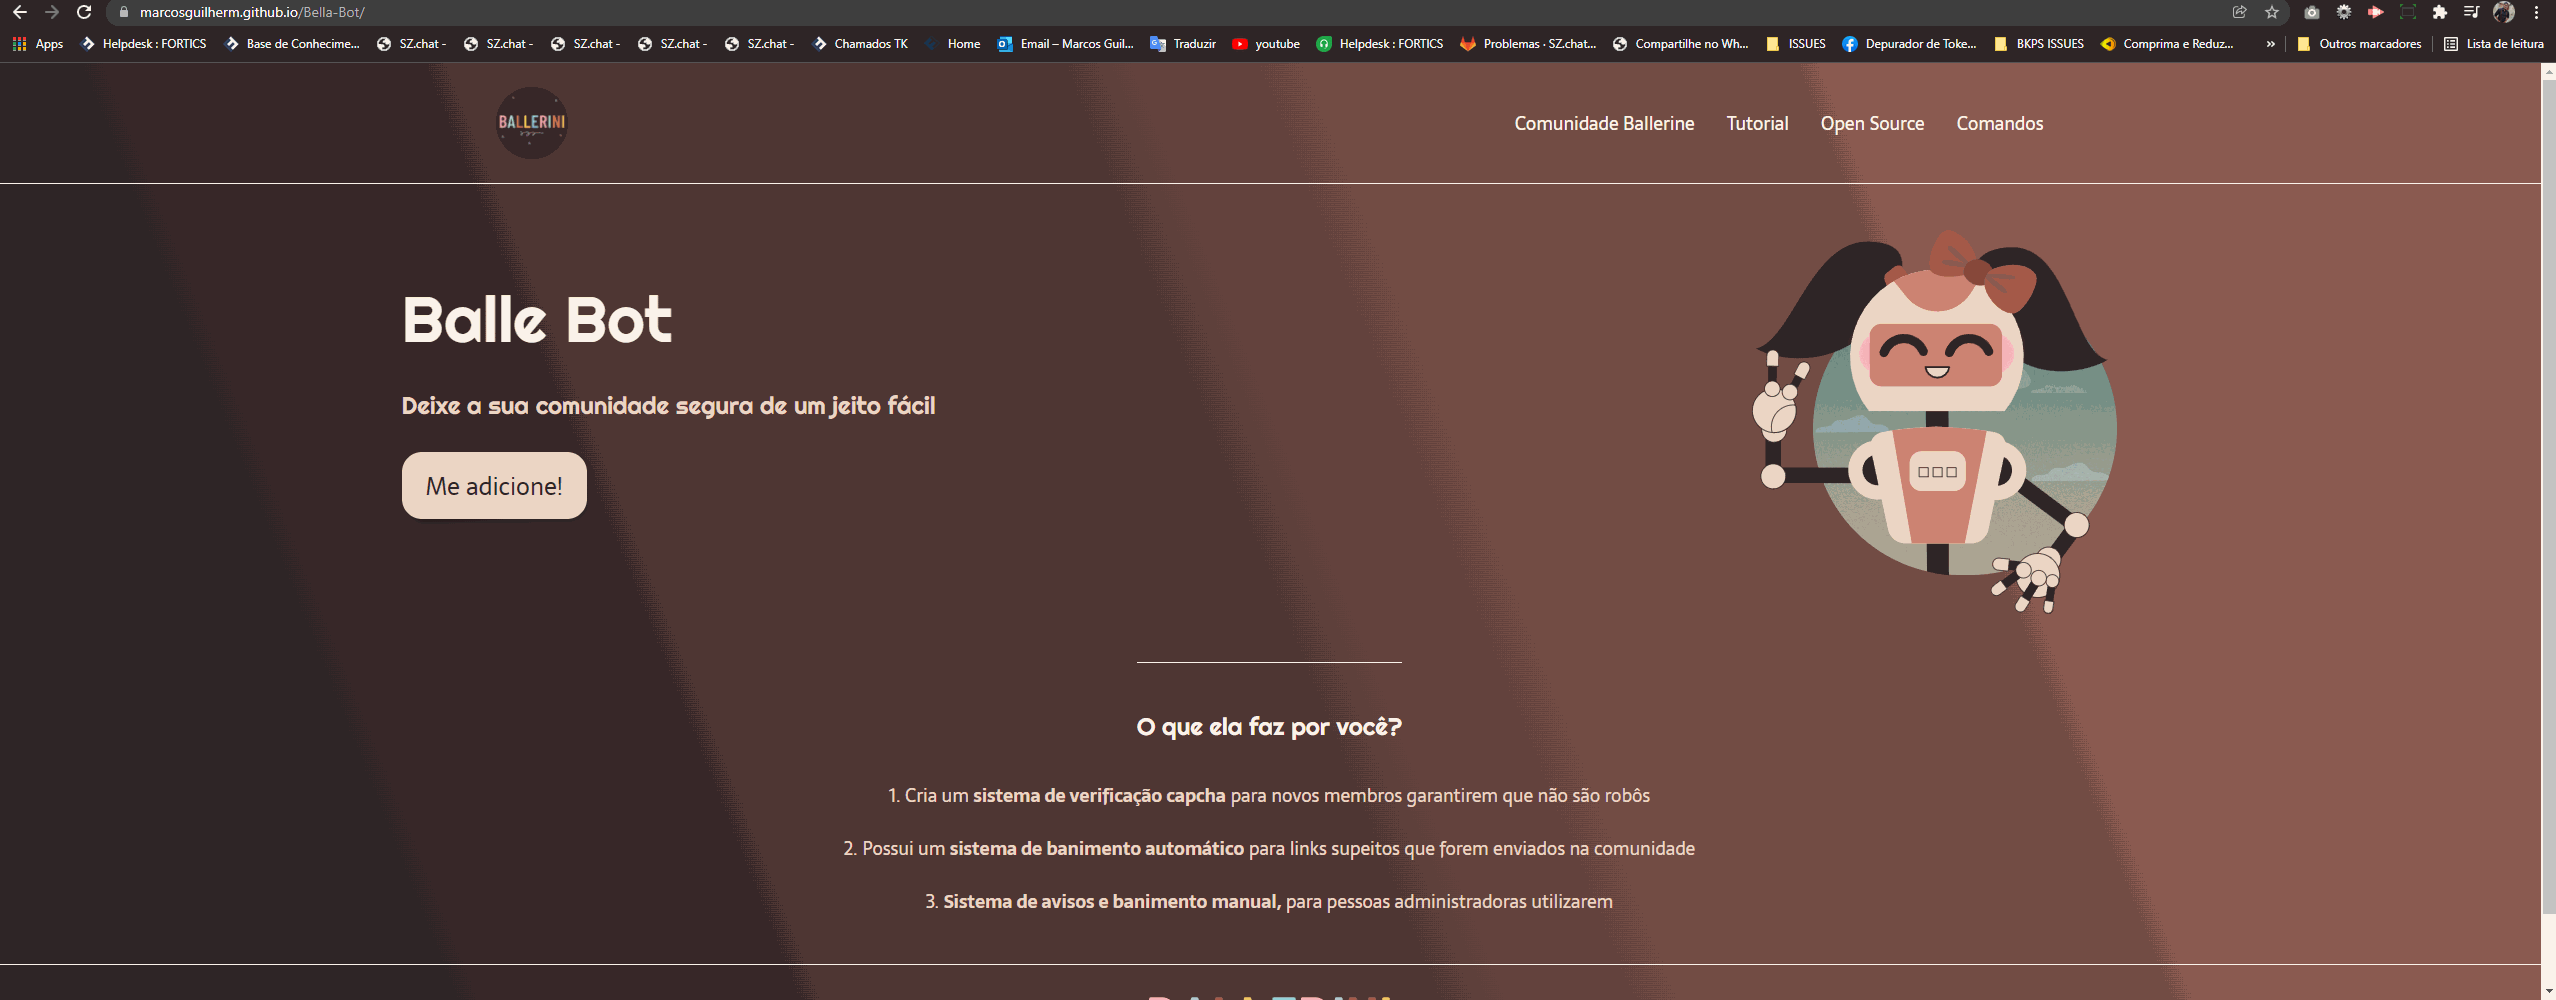 marcosguilherm.github.io/Bella-Bot/
Apps Helpdesk : FORTICS Base de Conhecime... SZ.chat - SZ.chat - SZ.chat - SZ.chat - SZ.chat - Chamados TK Home Email – Marcos Guil... Traduzir youtube Helpdesk : FORTICS Problemas · SZ.chat... Compartilhe no Wh... ISSUES Depurador de Toke... BKPS ISSUES Comprima e Reduz... » Outros marcadores Lista de leitura
BALLERINI
Comunidade Ballerine Tutorial Open Source Comandos
Balle Bot
Deixe a sua comunidade segura de um jeito fácil
Me adicione!
O que ela faz por você?
1. Cria um sistema de verificação capcha para novos membros garantirem que não são robôs
2. Possui um sistema de banimento automático para links supeitos que forem enviados na comunidade
3. Sistema de avisos e banimento manual, para pessoas administradoras utilizarem